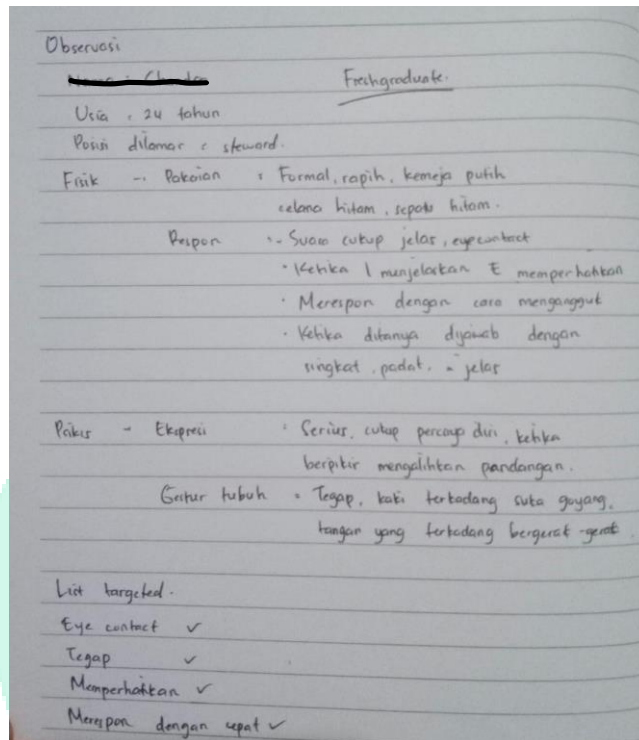 Observasi
Freshgraduate.
Usia : 24 tahun
Posisi dilamar : steward.
Fisik - Pakaian : Formal, rapih, kemeja putih
celana hitam, sepatu hitam.
Respon :- Suara cukup jelas, eyecontact
• Ketika I menjelaskan E memperhatikan
• Merespon dengan cara mengangguk
• Ketika ditanya dijawab dengan
singkat, padat, jelas
Psikis - Ekspresi : Serius, cukup percaya diri, ketika
berpikir mengalihkan pandangan.
Gestur tubuh : Tegap, kaki terkadang suka goyang,
tangan yang terkadang bergerak-gerak.
List targeted.
Eye contact ✓
Tegap ✓
Memperhatikan ✓
Merespon dengan cepat ✓